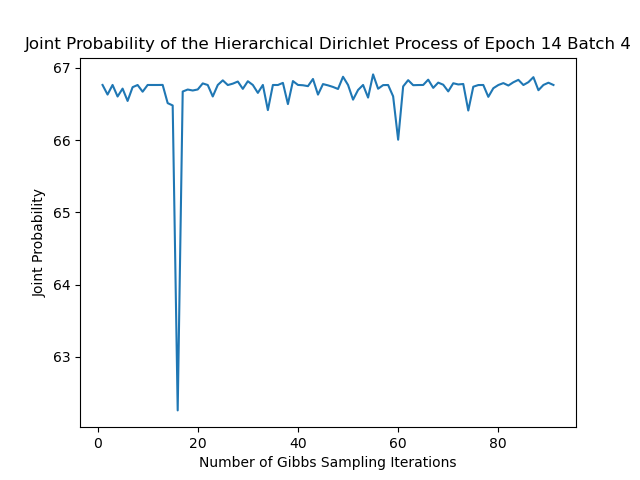 Joint Probability of the Hierarchical Dirichlet Process of Epoch 14 Batch 4
67
66
65
64
63
Joint Probability
0 20 40 60 80
Number of Gibbs Sampling Iterations